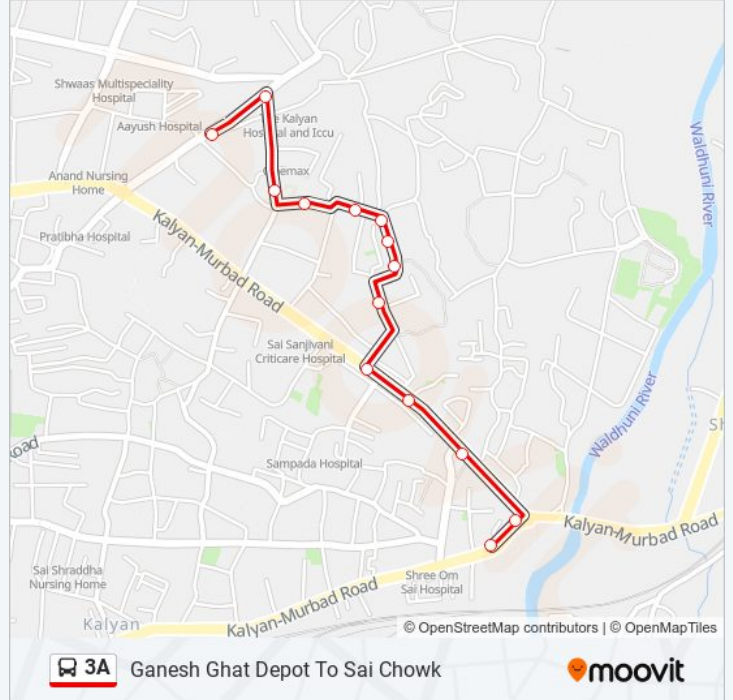 Shwaas Multispeciality
Hospital
Aayush Hospital
e Kalyan
Hospital and Iccu
Cinemax
Anand Nursing
Home
Pratibha Hospital
Waldhuni River
Kalyan-Murbad Road
Sai Sanjivani
Criticare Hospital
Waldhuni River
Sampada Hospital
oad
Kalyan-Murbad Road
Sai Shraddha
Nursing Home
Shree Om
Sai Hospital
Kalyan
Kalyan-Murbad Road
© OpenStreetMap contributors | © OpenMapTiles
3A
Ganesh Ghat Depot To Sai Chowk
moovit